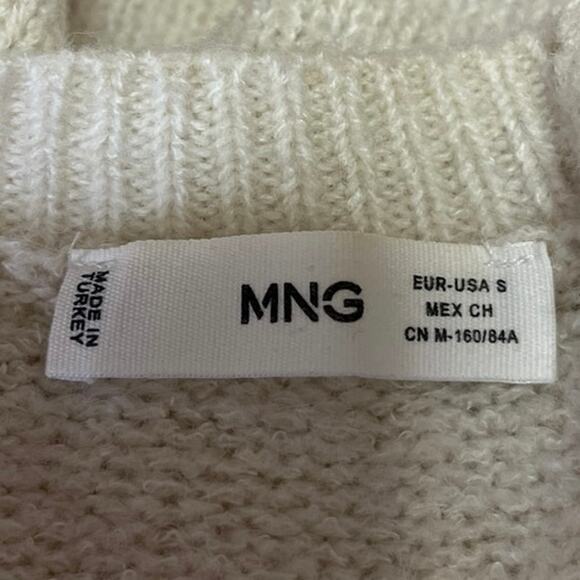 MADE IN
TURKEY
MNG
EUR-USA S
MEX CH
CN M-160/84A